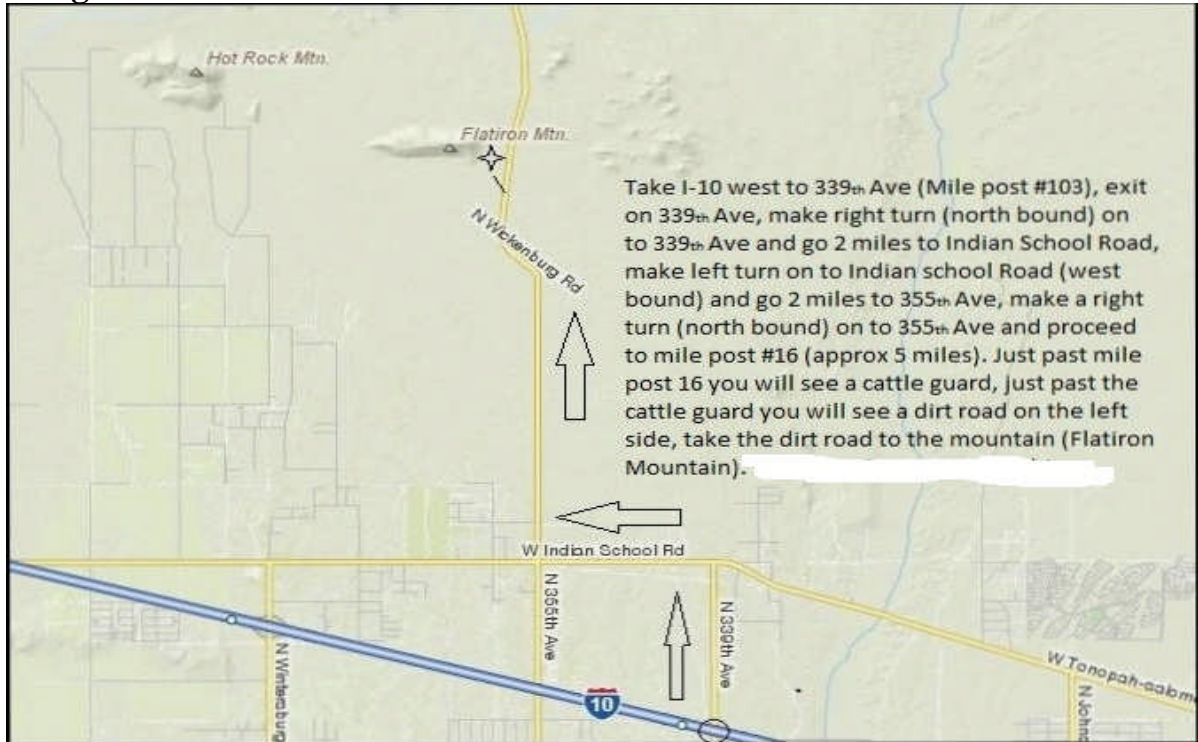 Hot Rock Mtn.
Flatiron Mtn.
Take I-10 west to 339th Ave (Mile post #103), exit
on 339th Ave, make right turn (north bound) on
to 339th Ave and go 2 miles to Indian School Road,
make left turn on to Indian school Road (west
bound) and go 2 miles to 355th Ave, make a right
turn (north bound) on to 355th Ave and proceed
to mile post #16 (approx 5 miles). Just past mile
post 16 you will see a cattle guard, just past the
cattle guard you will see a dirt road on the left
side, take the dirt road to the mountain (Flatiron
Mountain).
N Wickenburg Rd
W Indian School Rd
N 355th Ave
N 339th Ave
N Wintersburg
W Tonopah-
N Johns
10